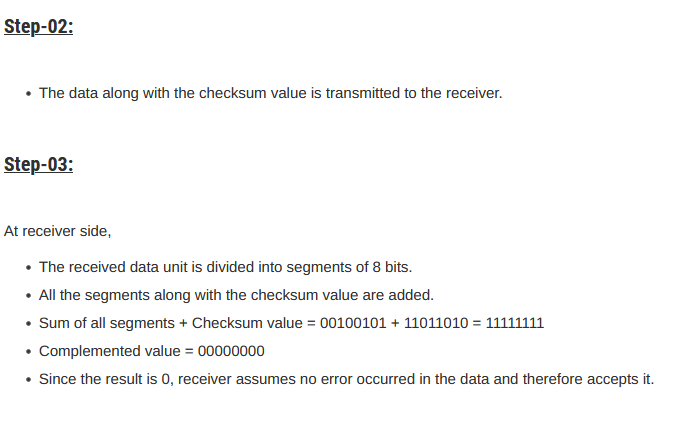 Step-02:
• The data along with the checksum value is transmitted to the receiver.
Step-03:
At receiver side,
• The received data unit is divided into segments of 8 bits.
• All the segments along with the checksum value are added.
• Sum of all segments + Checksum value = 00100101 + 11011010 = 11111111
• Complemented value = 00000000
• Since the result is 0, receiver assumes no error occurred in the data and therefore accepts it.